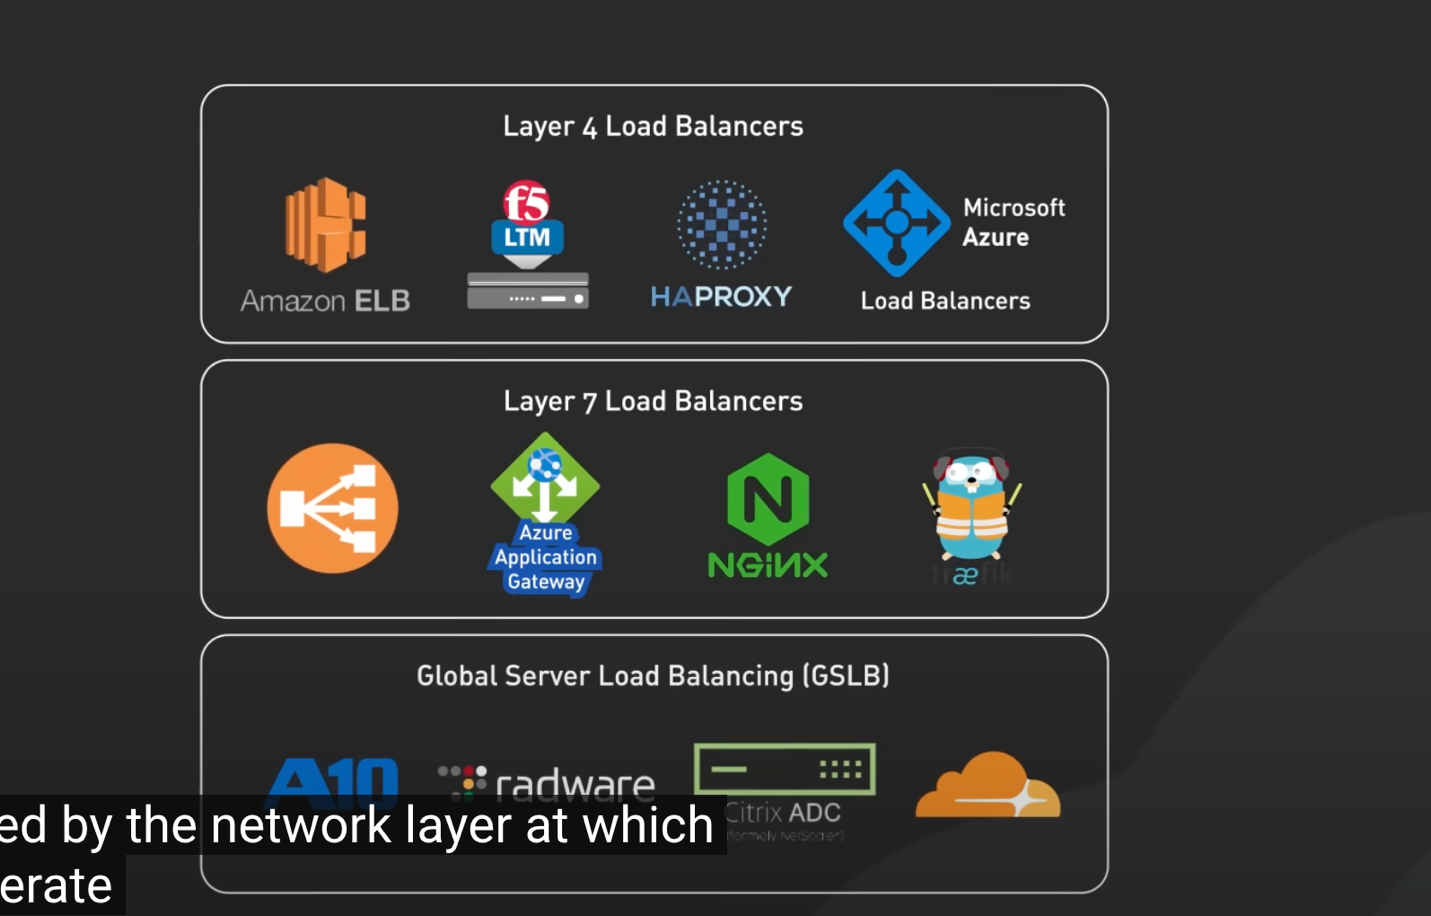 Layer 4 Load Balancers
Amazon ELB
f5
LTM
HAPROXY
Microsoft
Azure
Load Balancers
Layer 7 Load Balancers
Azure
Application
Gateway
N
NGiNX
træfik
Global Server Load Balancing (GSLB)
A10
radware
Citrix ADC
(formely NetScaler)
ed by the network layer at which
erate